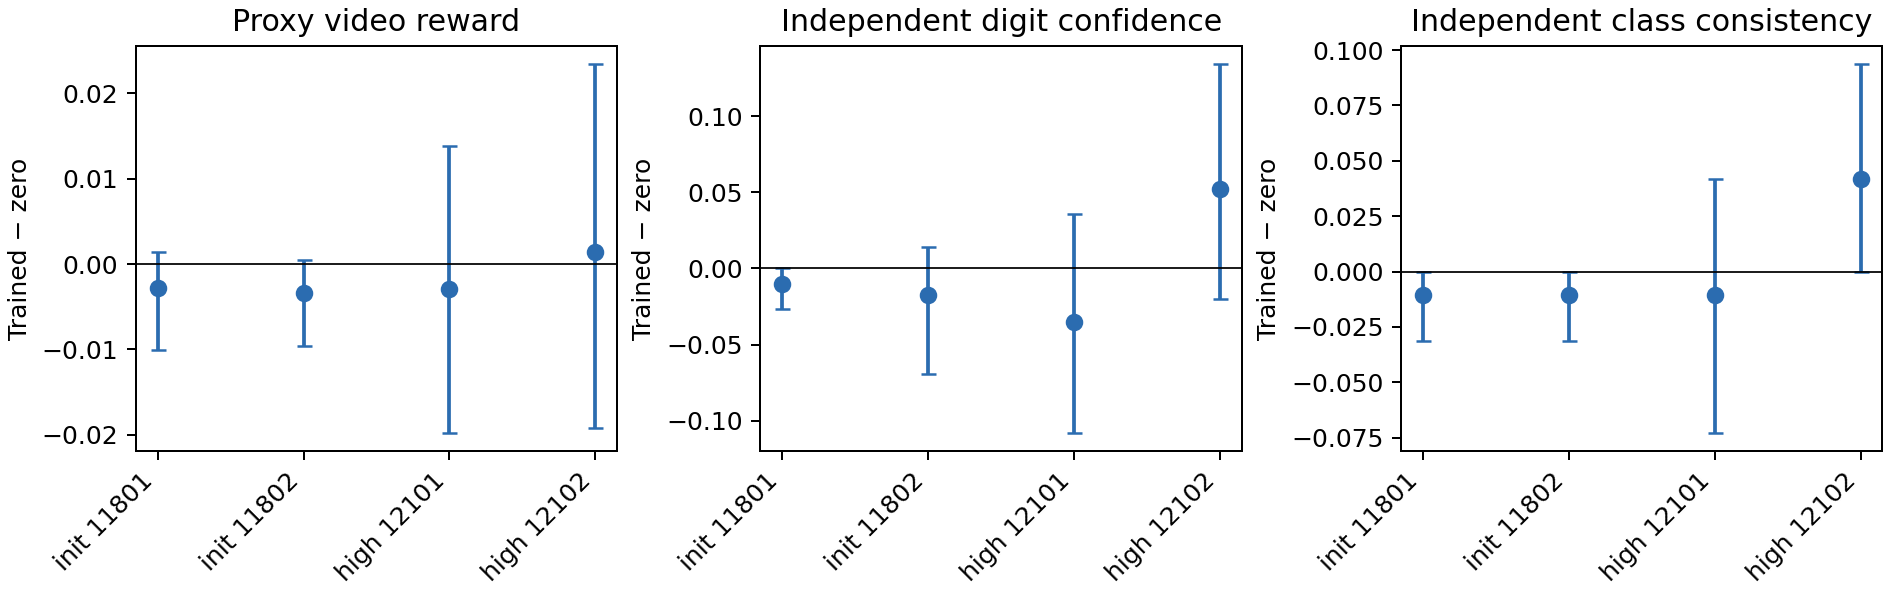 Proxy video reward
Trained − zero
0.02
0.01
0.00
−0.01
−0.02
init 11801
init 11802
high 12101
high 12102
Independent digit confidence
Trained − zero
0.10
0.05
0.00
−0.05
−0.10
init 11801
init 11802
high 12101
high 12102
Independent class consistency
Trained − zero
0.100
0.075
0.050
0.025
0.000
−0.025
−0.050
−0.075
init 11801
init 11802
high 12101
high 12102